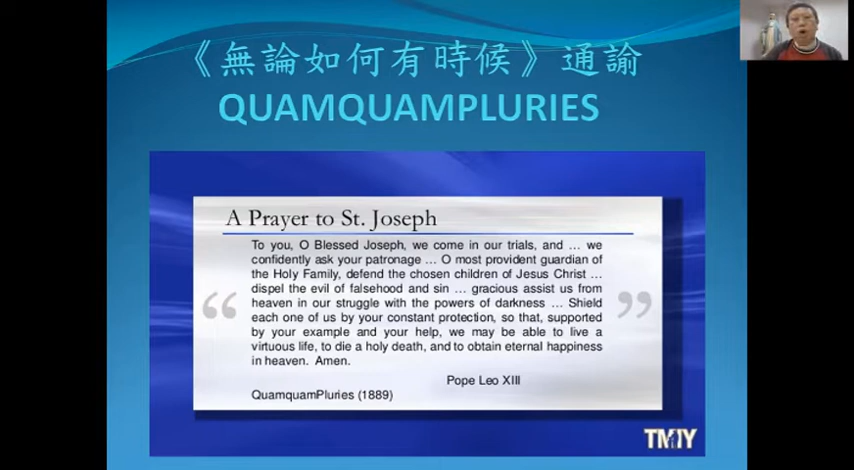 《無論如何有時候》通諭
QUAMQUAMPLURIES
A Prayer to St. Joseph
To you, O Blessed Joseph, we come in our trials, and … we
confidently ask your patronage … O most provident guardian of
the Holy Family, defend the chosen children of Jesus Christ …
dispel the evil of falsehood and sin … gracious assist us from
heaven in our struggle with the powers of darkness … Shield
each one of us by your constant protection, so that, supported
by your example and your help, we may be able to live a
virtuous life, to die a holy death, and to obtain eternal happiness
in heaven. Amen.
Pope Leo XIII
QuamquamPluries (1889)
TMIY